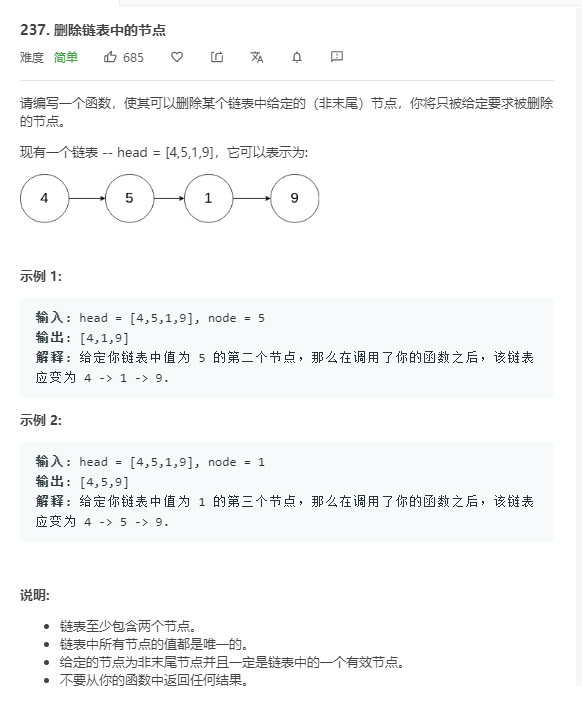 237. 删除链表中的节点
难度 简单 685
请编写一个函数，使其可以删除某个链表中给定的（非末尾）节点，你将只被给定要求被删除
的节点。
现有一个链表 -- head = [4,5,1,9]，它可以表示为:
4 5 1 9
示例 1:
输入: head = [4,5,1,9], node = 5
输出: [4,1,9]
解释: 给定你链表中值为 5 的第二个节点，那么在调用了你的函数之后，该链表
应变为 4 -> 1 -> 9.
示例 2:
输入: head = [4,5,1,9], node = 1
输出: [4,5,9]
解释: 给定你链表中值为 1 的第三个节点，那么在调用了你的函数之后，该链表
应变为 4 -> 5 -> 9.
说明:
• 链表至少包含两个节点。
• 链表中所有节点的值都是唯一的。
• 给定的节点为非末尾节点并且一定是链表中的一个有效节点。
• 不要从你的函数中返回任何结果。